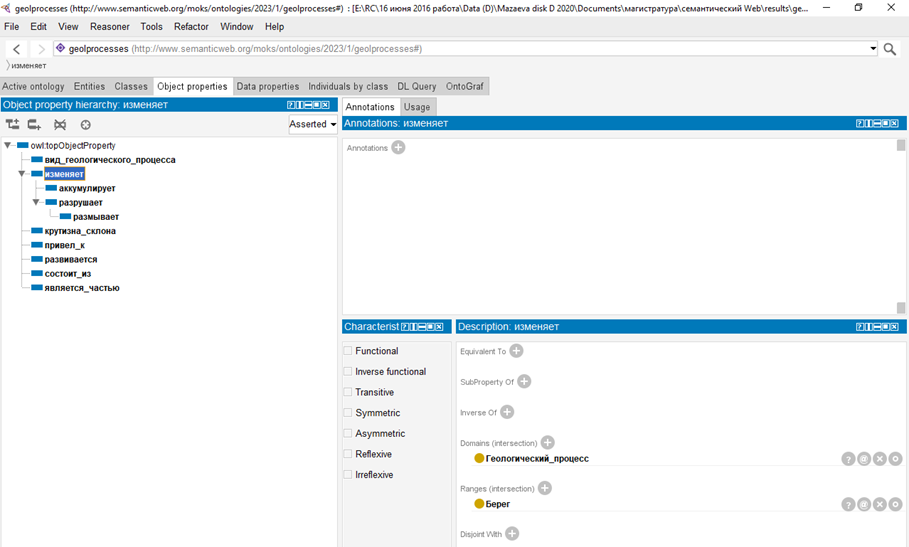 geolprocesses (http://www.semanticweb.org/moks/ontologies/2023/1/geolprocesses#) : [E:\RC\16 июня 2016 работа\Data (D)\Mazaeva disk D 2020\Documents\магистратура\семантический Web\results\ge...
File Edit View Reasoner Tools Refactor Window Help
geolprocesses (http://www.semanticweb.org/moks/ontologies/2023/1/geolprocesses#)
изменяет
Active ontology Entities Classes Object properties Data properties Individuals by class DL Query OntoGraf
Object property hierarchy: изменяет
Asserted
owl:topObjectProperty
вид_геологического_процесса
изменяет
аккумулирует
разрушает
размывает
крутизна_склона
привел_к
развивается
состоит_из
является_частью
Annotations Usage
Annotations: изменяет
Annotations
Characterist
Functional
Inverse functional
Transitive
Symmetric
Asymmetric
Reflexive
Irreflexive
Description: изменяет
Equivalent To
SubProperty Of
Inverse Of
Domains (intersection)
Геологический_процесс
Ranges (intersection)
Берег
Disjoint With